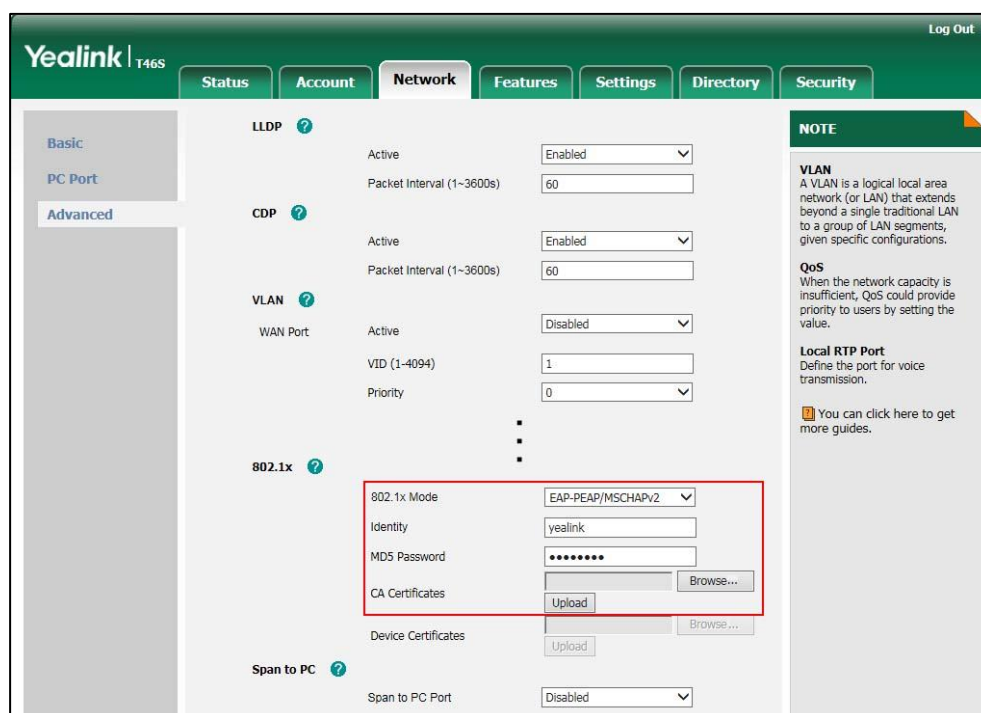 Log Out
Yealink | T46S
Status Account Network Features Settings Directory Security
Basic
PC Port
Advanced
LLDP ?
Active Enabled
Packet Interval (1~3600s) 60
CDP ?
Active Enabled
Packet Interval (1~3600s) 60
VLAN ?
WAN Port Active Disabled
VID (1-4094) 1
Priority 0
802.1x ?
802.1x Mode EAP-PEAP/MSCHAPv2
Identity yealink
MD5 Password ••••••••
CA Certificates Browse...
Upload
Device Certificates Browse...
Upload
Span to PC ?
Span to PC Port Disabled
NOTE
VLAN
A VLAN is a logical local area
network (or LAN) that extends
beyond a single traditional LAN
to a group of LAN segments,
given specific configurations.
QoS
When the network capacity is
insufficient, QoS could provide
priority to users by setting the
value.
Local RTP Port
Define the port for voice
transmission.
? You can click here to get
more guides.